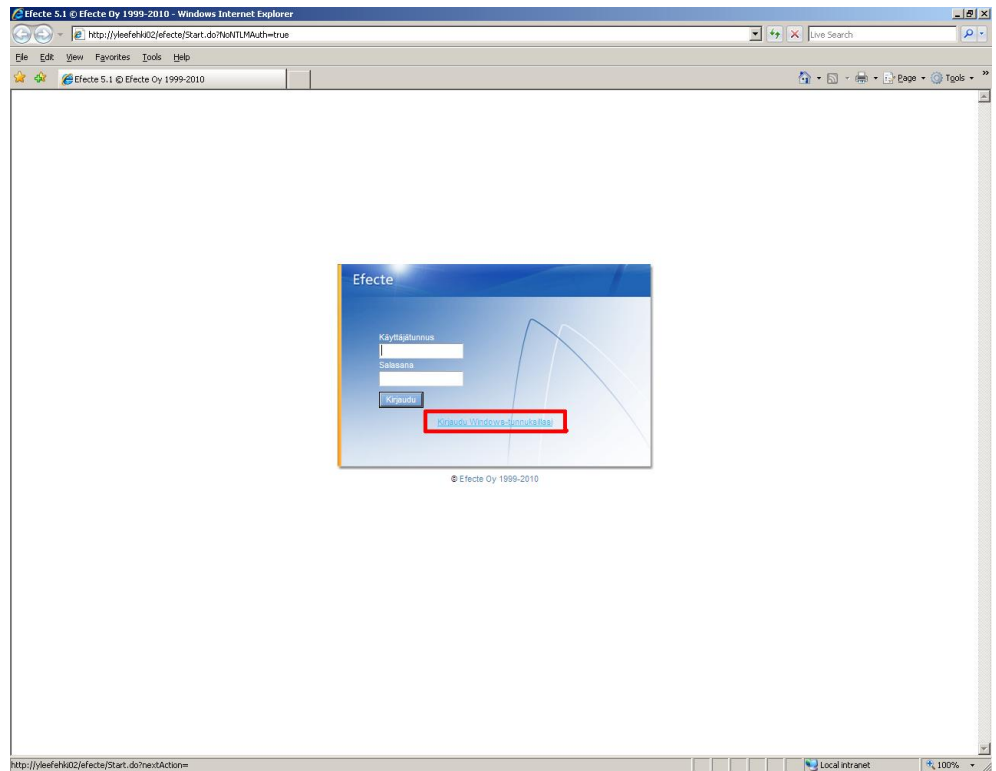 Efecte 5.1 © Efecte Oy 1999-2010 - Windows Internet Explorer
http://yleefehki02/efecte/Start.do?NoNTLMAuth=true
Live Search
File Edit View Favorites Tools Help
Efecte 5.1 © Efecte Oy 1999-2010
Page Tools »
Efecte
Käyttäjätunnus
Salasana
Kirjaudu
Kirjaudu Windows-tunnuksillasi
© Efecte Oy 1999-2010
http://yleefehki02/efecte/Start.do?nextAction=
Local intranet
100%